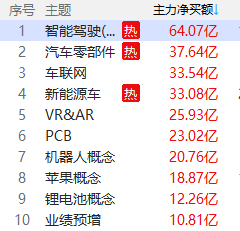 序号 主题 主力净买额↓
1 智能驾驶(... 热 64.07亿
2 汽车零部件 热 37.64亿
3 车联网 33.54亿
4 新能源车 热 33.08亿
5 VR&AR 25.93亿
6 PCB 23.02亿
7 机器人概念 20.76亿
8 苹果概念 18.87亿
9 锂电池概念 12.26亿
10 业绩预增 10.81亿